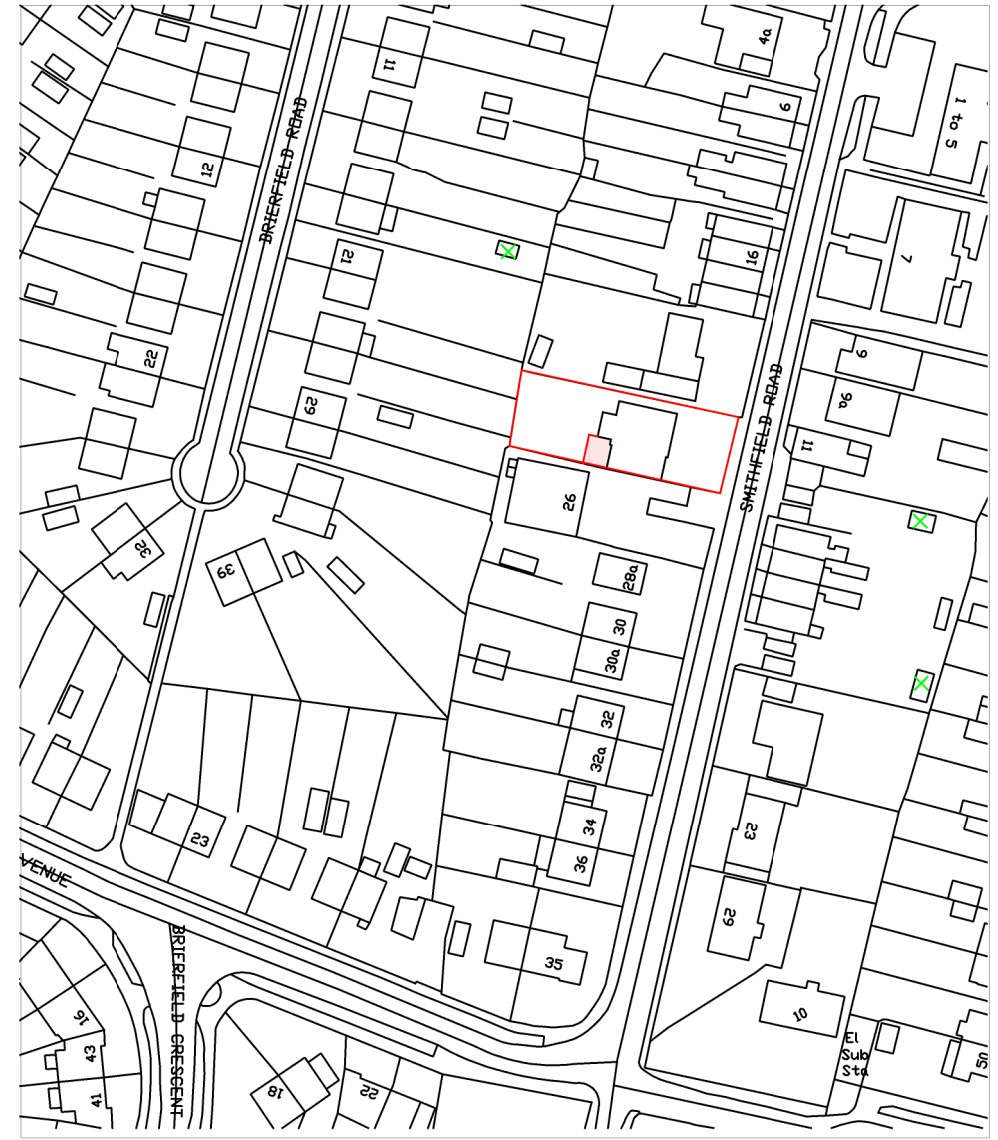 4a
11
6
1 to 5
BRIERFIELD ROAD
12
16
7
21
22
9
9a
29
SMITHFIELD ROAD
11
26
32
39
28a
30
30a
32
32a
34
23
36
23
VENUE
29
35
BRIERFIELD CRESCENT
16
10
43
El
Sub
Sta
50
41
18
22